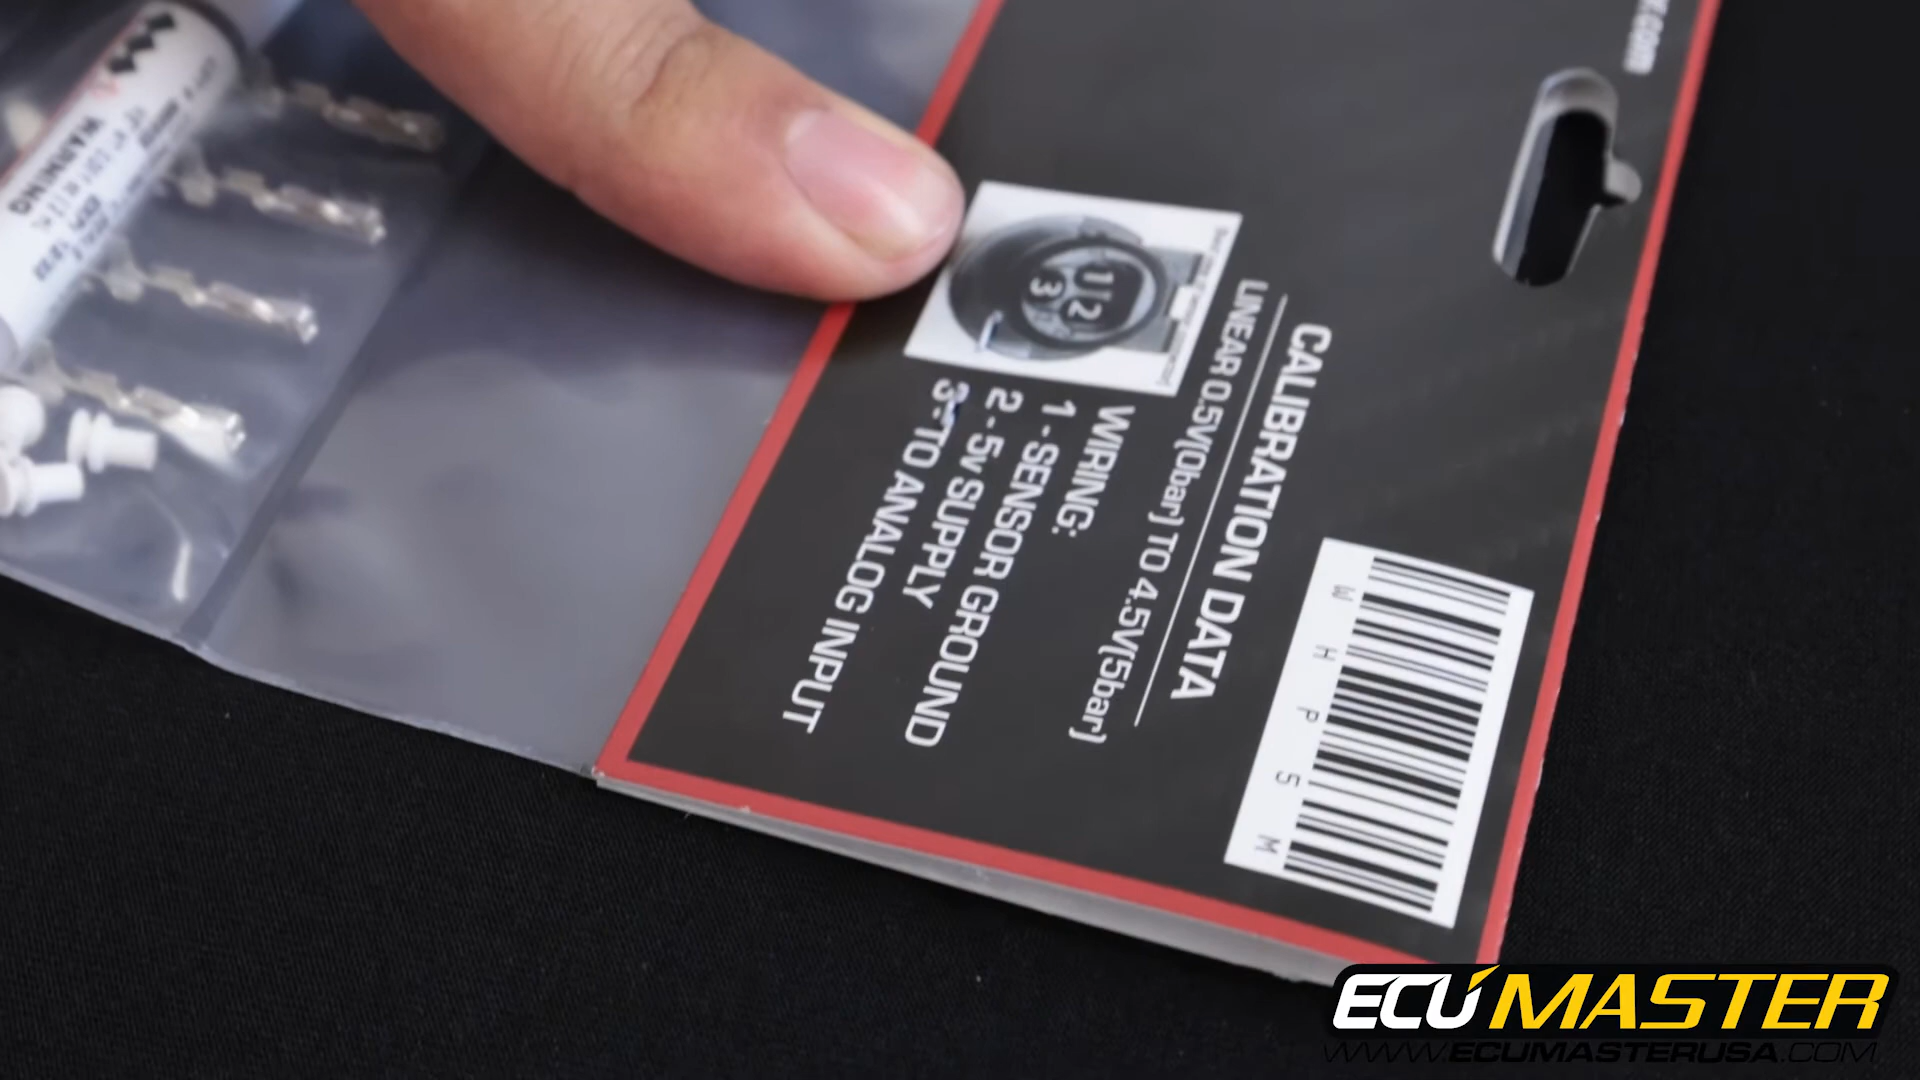 CALIBRATION DATA
LINEAR 0.5V(0bar) TO 4.5V(5bar)
WIRING:
1 - SENSOR GROUND
2 - 5v SUPPLY
3 - TO ANALOG INPUT
1 2
3
W H P 5 M
WARNING
ECUMASTER
WWW.ECUMASTERUSA.COM